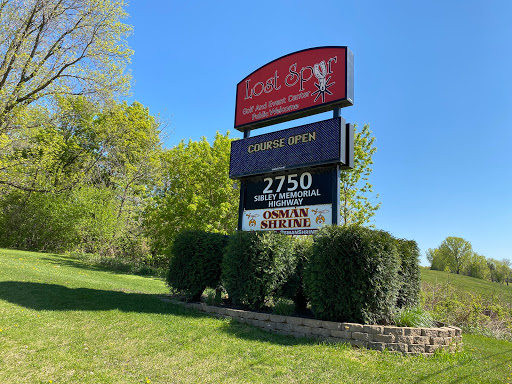 Lost Spur
Golf And Event Center
Public Welcome
COURSE OPEN
2750
SIBLEY MEMORIAL
HIGHWAY
OSMAN
SHRINE